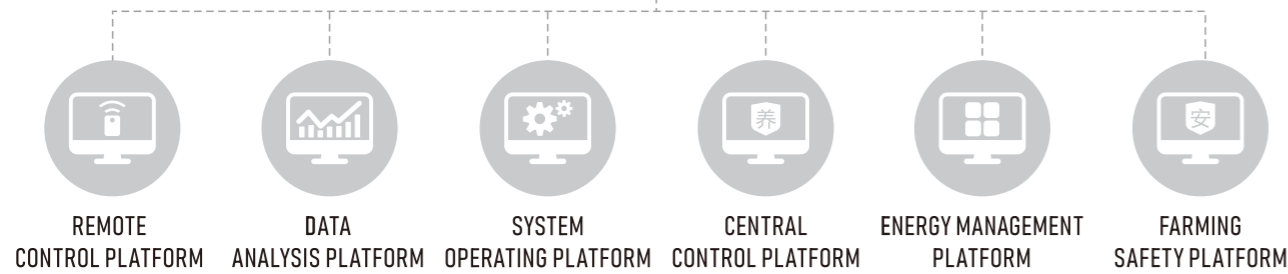 养
安
REMOTE
CONTROL PLATFORM
DATA
ANALYSIS PLATFORM
SYSTEM
OPERATING PLATFORM
CENTRAL
CONTROL PLATFORM
ENERGY MANAGEMENT
PLATFORM
FARMING
SAFETY PLATFORM